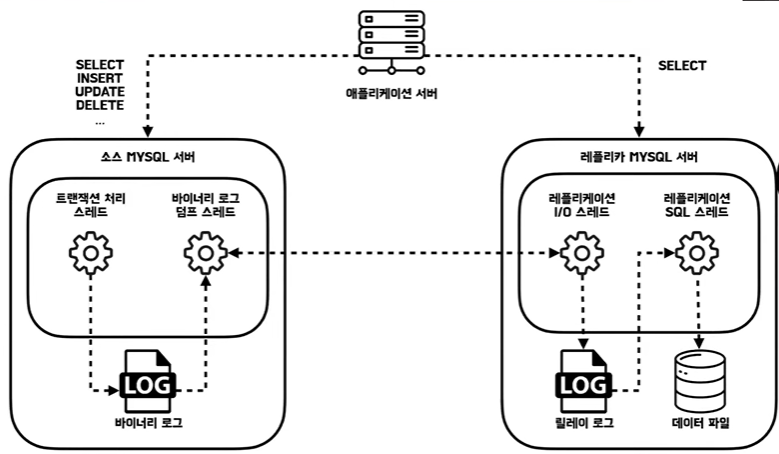 애플리케이션 서버
SELECT
INSERT
UPDATE
DELETE
...
SELECT
소스 MYSQL 서버
트랜잭션 처리
스레드
바이너리 로그
덤프 스레드
LOG
바이너리 로그
레플리카 MYSQL 서버
레플리케이션
I/O 스레드
레플리케이션
SQL 스레드
LOG
릴레이 로그
데이터 파일